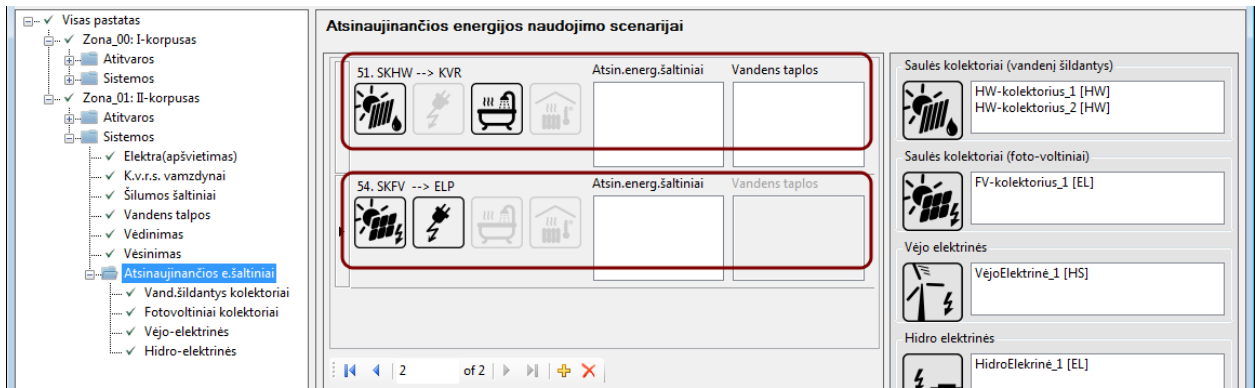 Visas pastatas
Zona_00: I-korpusas
Atitvaros
Sistemos
Zona_01: II-korpusas
Atitvaros
Sistemos
Elektra(apšvietimas)
K.v.r.s. vamzdynai
Šilumos šaltiniai
Vandens talpos
Vėdinimas
Vėsinimas
Atsinaujinančios e.šaltiniai
Vand.šildantys kolektoriai
Fotovoltiniai kolektoriai
Vėjo-elektrinės
Hidro-elektrinės
Atsinaujinančios energijos naudojimo scenarijai
51. SKHW --> KVR
Atsin.energ.šaltiniai
Vandens taplos
54. SKFV --> ELP
Atsin.energ.šaltiniai
Vandens taplos
2 of 2
Saulės kolektoriai (vandenį šildantys)
HW-kolektorius_1 [HW]
HW-kolektorius_2 [HW]
Saulės kolektoriai (foto-voltiniai)
FV-kolektorius_1 [EL]
Vėjo elektrinės
VėjoElektrinė_1 [HS]
Hidro elektrinės
HidroElekrinė_1 [EL]